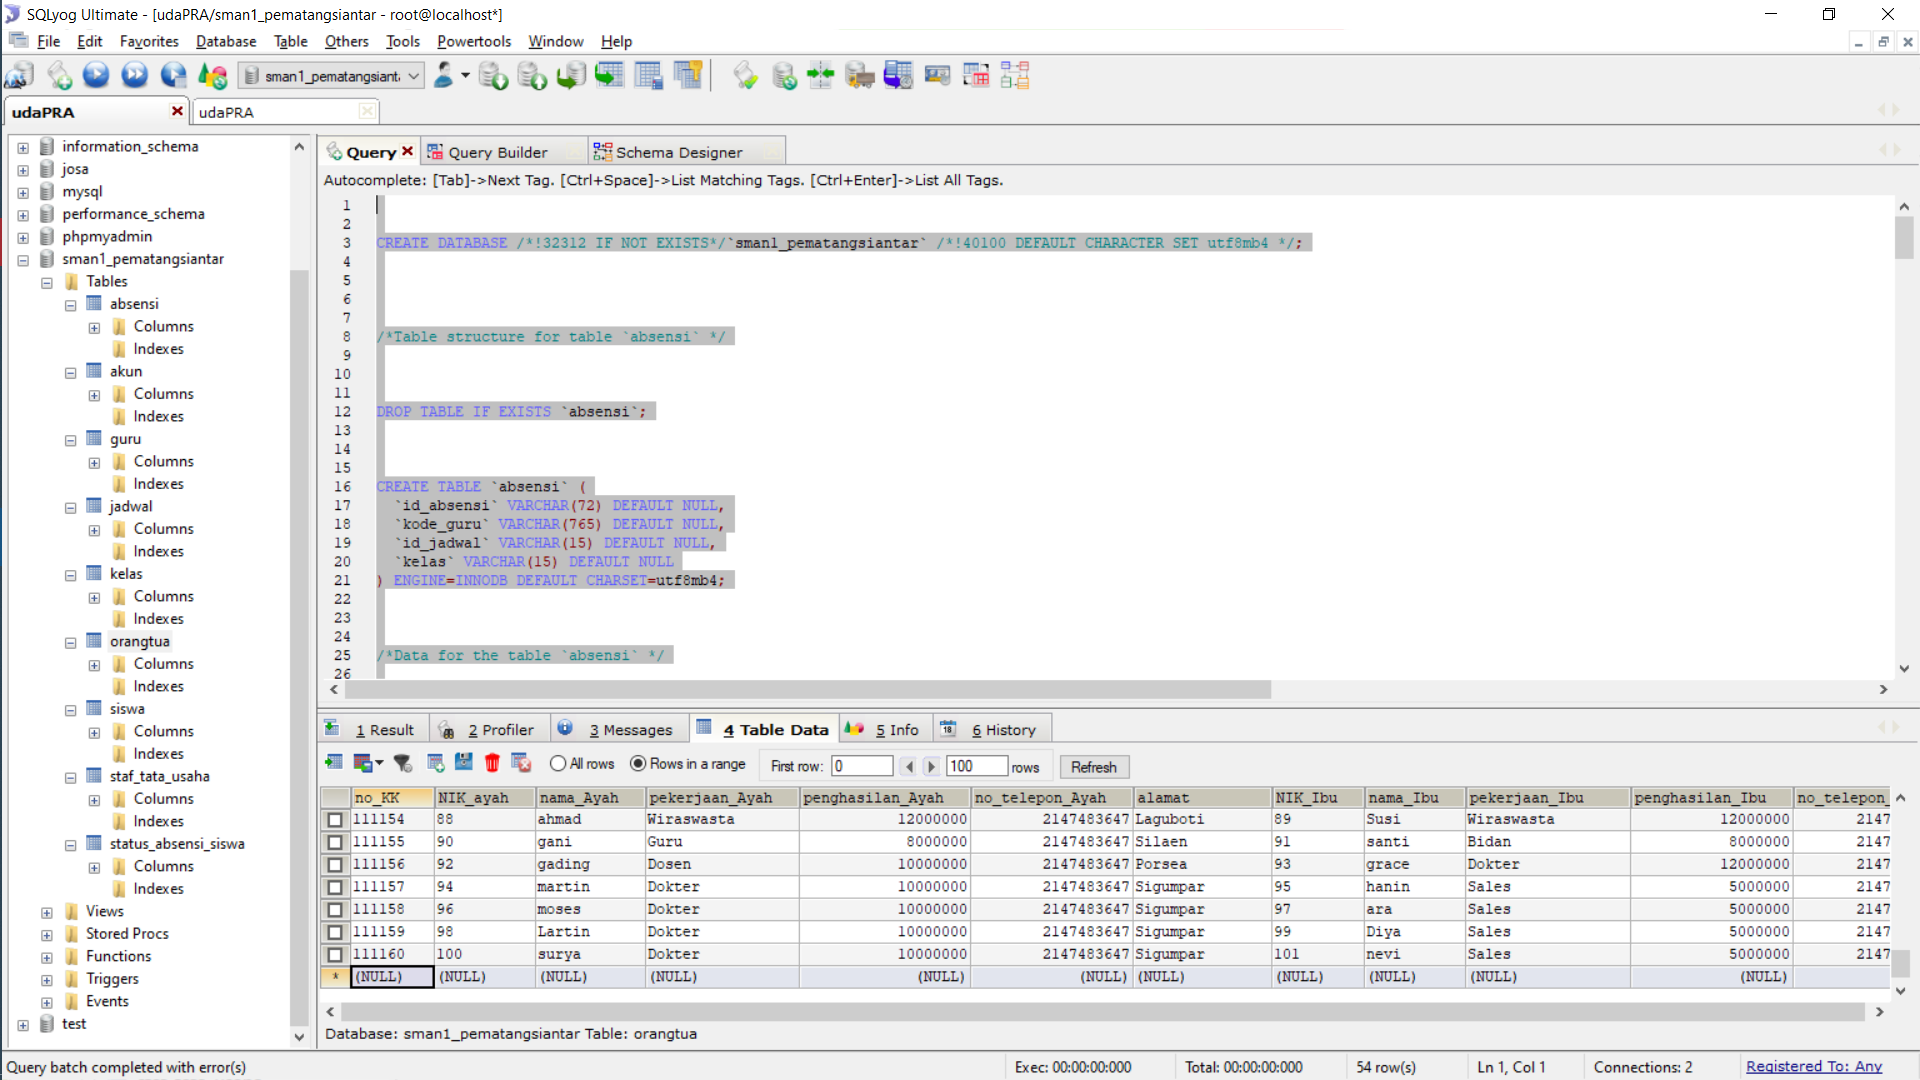 SQLyog Ultimate - [udaPRA/sman1_pematangsiantar - root@localhost*]
File Edit Favorites Database Table Others Tools Powertools Window Help
sman1_pematangsiant
udaPRA udaPRA
information_schema
josa
mysql
performance_schema
phpmyadmin
sman1_pematangsiantar
Tables
absensi
Columns
Indexes
akun
Columns
Indexes
guru
Columns
Indexes
jadwal
Columns
Indexes
kelas
Columns
Indexes
orangtua
Columns
Indexes
siswa
Columns
Indexes
staf_tata_usaha
Columns
Indexes
status_absensi_siswa
Columns
Indexes
Views
Stored Procs
Functions
Triggers
Events
test
Query Query Builder Schema Designer
Autocomplete: [Tab]->Next Tag. [Ctrl+Space]->List Matching Tags. [Ctrl+Enter]->List All Tags.
1
2
3 CREATE DATABASE /*!32312 IF NOT EXISTS*/`sman1_pematangsiantar` /*!40100 DEFAULT CHARACTER SET utf8mb4 */;
4
5
6
7
8 /*Table structure for table `absensi` */
9
10
11
12 DROP TABLE IF EXISTS `absensi`;
13
14
15
16 CREATE TABLE `absensi` (
17 `id_absensi` VARCHAR(72) DEFAULT NULL,
18 `kode_guru` VARCHAR(765) DEFAULT NULL,
19 `id_jadwal` VARCHAR(15) DEFAULT NULL,
20 `kelas` VARCHAR(15) DEFAULT NULL
21 ) ENGINE=INNODB DEFAULT CHARSET=utf8mb4;
22
23
24
25 /*Data for the table `absensi` */
26
1 Result 2 Profiler 3 Messages 4 Table Data 5 Info 18 6 History
All rows Rows in a range First row: 0 100 rows Refresh
no_KK NIK_ayah nama_Ayah pekerjaan_Ayah penghasilan_Ayah no_telepon_Ayah alamat NIK_Ibu nama_Ibu pekerjaan_Ibu penghasilan_Ibu no_telepon_
111154 88 ahmad Wiraswasta 12000000 2147483647 Laguboti 89 Susi Wiraswasta 12000000 2147
111155 90 gani Guru 8000000 2147483647 Silaen 91 santi Bidan 8000000 2147
111156 92 gading Dosen 10000000 2147483647 Porsea 93 grace Dokter 12000000 2147
111157 94 martin Dokter 10000000 2147483647 Sigumpar 95 hanin Sales 5000000 2147
111158 96 moses Dokter 10000000 2147483647 Sigumpar 97 ara Sales 5000000 2147
111159 98 Lartin Dokter 10000000 2147483647 Sigumpar 99 Diya Sales 5000000 2147
111160 100 surya Dokter 10000000 2147483647 Sigumpar 101 nevi Sales 5000000 2147
* (NULL) (NULL) (NULL) (NULL) (NULL) (NULL) (NULL) (NULL) (NULL) (NULL) (NULL)
Database: sman1_pematangsiantar Table: orangtua
Query batch completed with error(s) Exec: 00:00:00:000 Total: 00:00:00:000 54 row(s) Ln 1, Col 1 Connections: 2 Registered To: Any